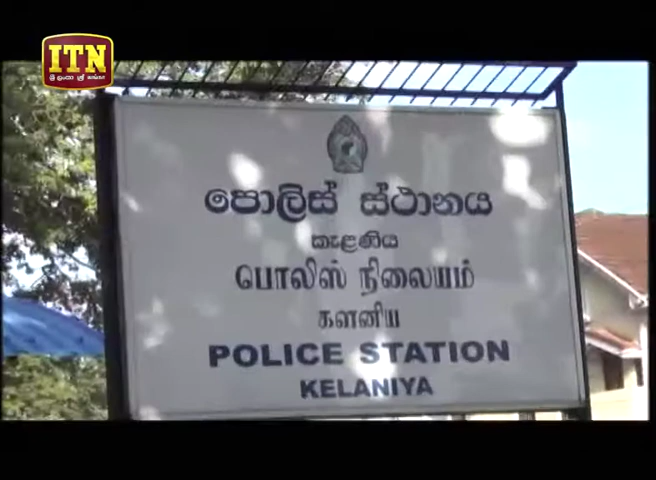 ITN
පොලිස් ස්ථානය
කැළණිය
பொலிஸ் நிலையம்
களனிய
POLICE STATION
KELANIYA